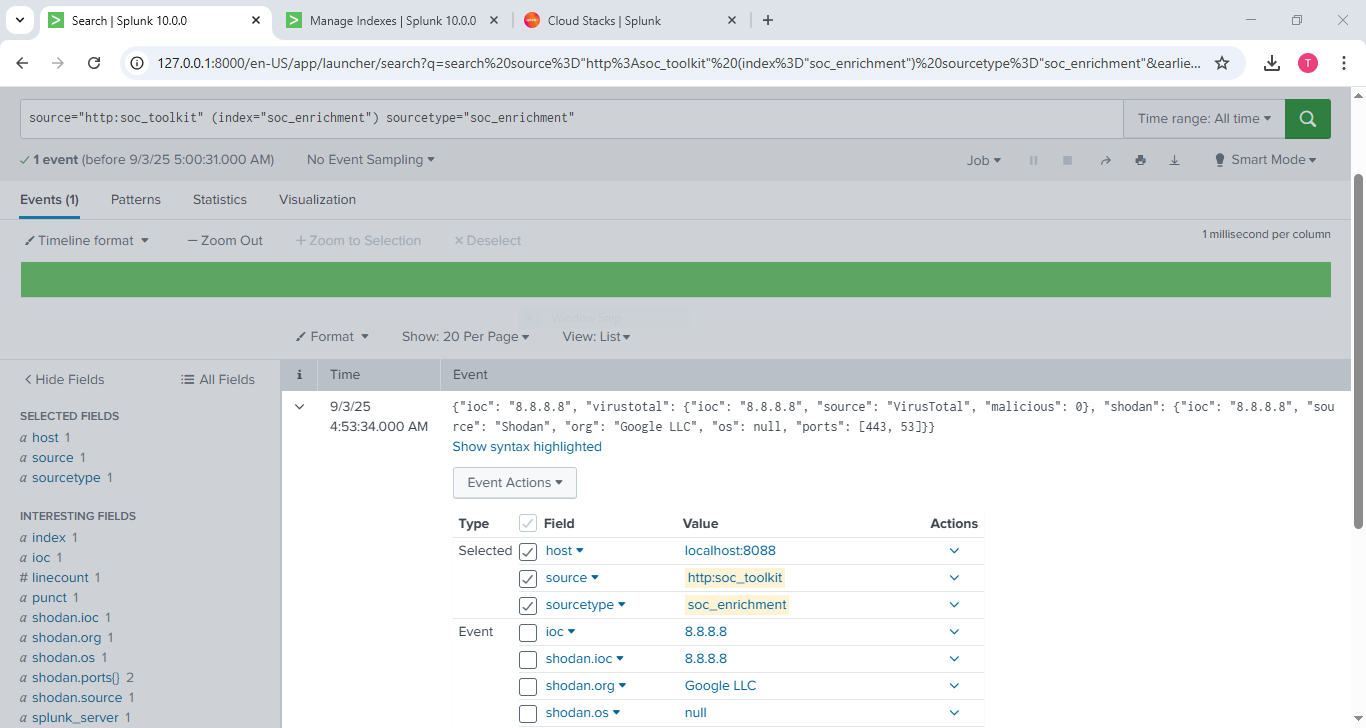 Search | Splunk 10.0.0
Manage Indexes | Splunk 10.0.0
Cloud Stacks | Splunk
127.0.0.1:8000/en-US/app/launcher/search?q=search%20source%3D"http%3Asoc_toolkit"%20(index%3D"soc_enrichment")%20sourcetype%3D"soc_enrichment"&earlie...
T
source="http:soc_toolkit" (index="soc_enrichment") sourcetype="soc_enrichment"
Time range: All time
1 event (before 9/3/25 5:00:31.000 AM)
No Event Sampling
Job
Smart Mode
Events (1)
Patterns
Statistics
Visualization
Timeline format
Zoom Out
+ Zoom to Selection
× Deselect
1 millisecond per column
Format
Show: 20 Per Page
View: List
Hide Fields
All Fields
i
Time
Event
SELECTED FIELDS
a host 1
a source 1
a sourcetype 1
INTERESTING FIELDS
a index 1
a ioc 1
# linecount 1
a punct 1
a shodan.ioc 1
a shodan.org 1
a shodan.os 1
a shodan.ports{} 2
a shodan.source 1
a splunk_server 1
9/3/25
4:53:34.000 AM
{"ioc": "8.8.8.8", "virustotal": {"ioc": "8.8.8.8", "source": "VirusTotal", "malicious": 0}, "shodan": {"ioc": "8.8.8.8", "sou
rce": "Shodan", "org": "Google LLC", "os": null, "ports": [443, 53]}}
Show syntax highlighted
Event Actions
Type Field Value Actions
Selected host localhost:8088
source http:soc_toolkit
sourcetype soc_enrichment
Event ioc 8.8.8.8
shodan.ioc 8.8.8.8
shodan.org Google LLC
shodan.os null